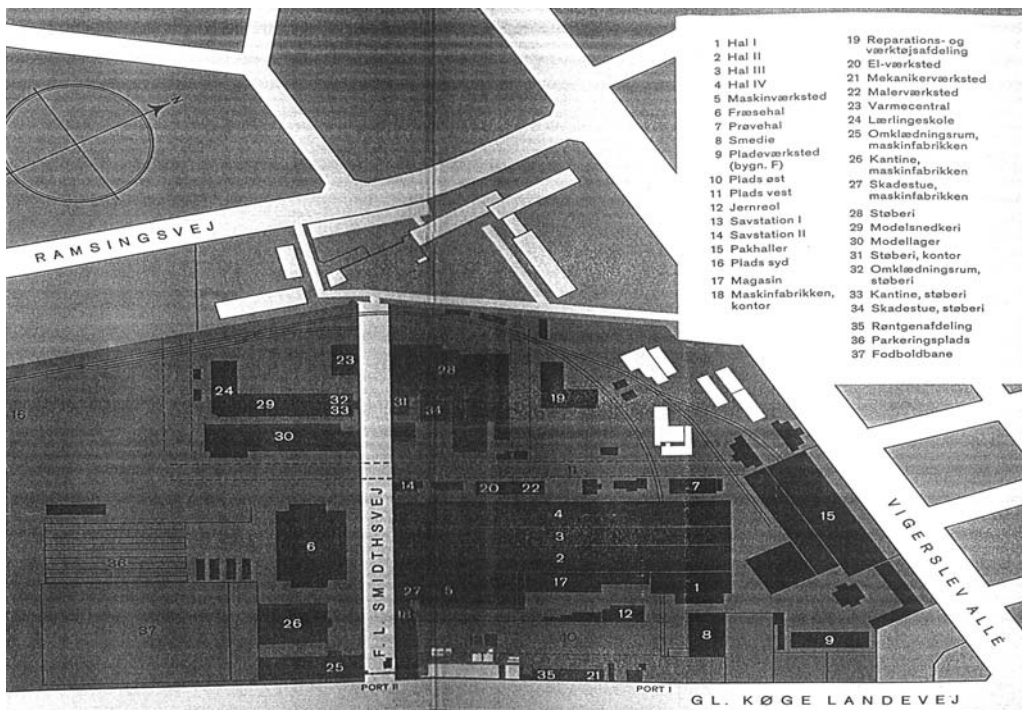 1 Hal I
2 Hal II
3 Hal III
4 Hal IV
5 Maskinværksted
6 Fræsehal
7 Prøvehal
8 Smedie
9 Pladeværksted
(bygn. F)
10 Plads øst
11 Plads vest
12 Jernreol
13 Savstation I
14 Savstation II
15 Pakhaller
16 Plads syd
17 Magasin
18 Maskinfabrikken,
kontor
19 Reparations- og
værktøjsafdeling
20 El-værksted
21 Mekanikerværksted
22 Malerværksted
23 Varmecentral
24 Lærlingeskole
25 Omklædningsrum,
maskinfabrikken
26 Kantine,
maskinfabrikken
27 Skadestue,
maskinfabrikken
28 Støberi
29 Modelsnedkeri
30 Modellager
31 Støberi, kontor
32 Omklædningsrum,
støberi
33 Kantine, støberi
34 Skadestue, støberi
35 Røntgenafdeling
36 Parkeringsplads
37 Fodboldbane
N
RAMSINGSVEJ
23
28
24
29
32
33
31
34
19
16
30
11
14
20
22
7
4
3
2
15
6
36
F. L. SMIDTHSVEJ
VIGERSLEV ALLÉ
27
5
17
1
37
26
18
12
10
8
9
25
35
21
PORT II
PORT I
GL. KØGE LANDEVEJ